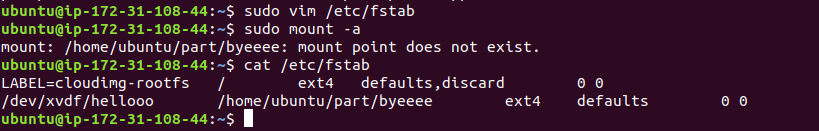 ubuntu@ip-172-31-108-44:~$ sudo vim /etc/fstab
ubuntu@ip-172-31-108-44:~$ sudo mount -a
mount: /home/ubuntu/part/byeeee: mount point does not exist.
ubuntu@ip-172-31-108-44:~$ cat /etc/fstab
LABEL=cloudimg-rootfs   /        ext4   defaults,discard        0 0
/dev/xvdf/hellooo       /home/ubuntu/part/byeeee        ext4    defaults        0 0
ubuntu@ip-172-31-108-44:~$